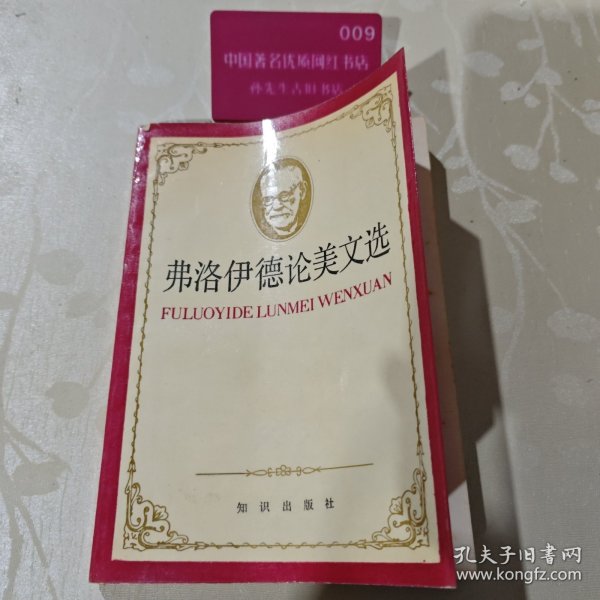 009
中国著名优质网红书店
孙先生古旧书店
弗洛伊德论美文选
FULUOYIDE LUNMEI WENXUAN
知识出版社
孔夫子旧书网
www.kongfz.com